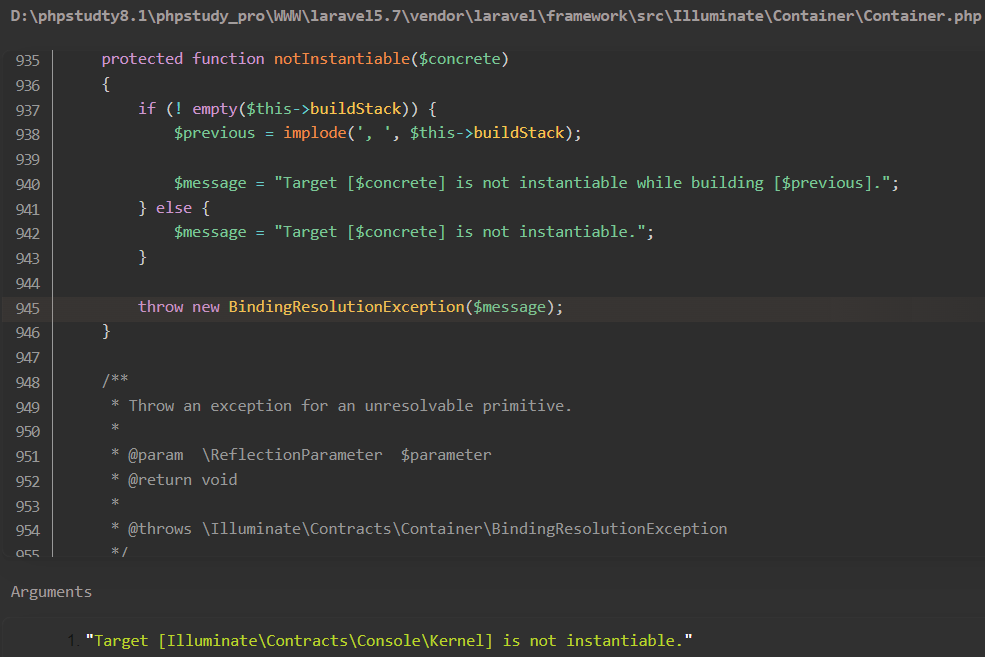 D:\phpstudty8.1\phpstudy_pro\WWW\laravel5.7\vendor\laravel\framework\src\Illuminate\Container\Container.php
935     protected function notInstantiable($concrete)
936     {
937         if (! empty($this->buildStack)) {
938             $previous = implode(', ', $this->buildStack);
939
940             $message = "Target [$concrete] is not instantiable while building [$previous].";
941         } else {
942             $message = "Target [$concrete] is not instantiable.";
943         }
944
945         throw new BindingResolutionException($message);
946     }
947
948     /**
949      * Throw an exception for an unresolvable primitive.
950      *
951      * @param  \ReflectionParameter  $parameter
952      * @return void
953      *
954      * @throws \Illuminate\Contracts\Container\BindingResolutionException
955      */
Arguments
1. "Target [Illuminate\Contracts\Console\Kernel] is not instantiable."